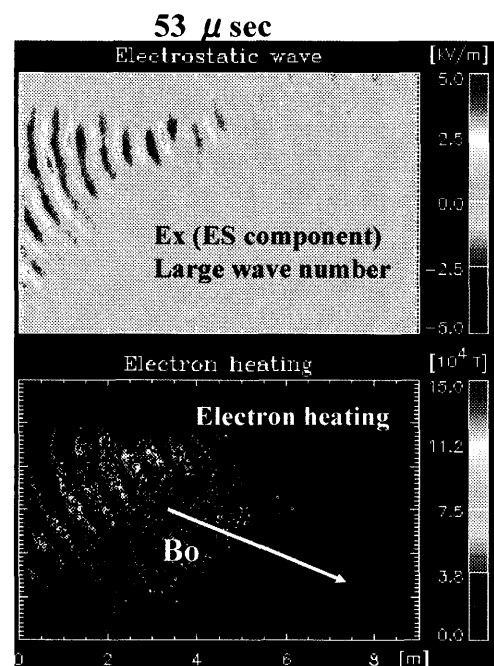 53 μ sec
Electrostatic wave [kV/m]
5.0
2.5
0.0
-2.5
-5.0
Ex (ES component)
Large wave number
Electron heating [10⁴ T]
15.0
11.2
7.5
3.8
0.0
Electron heating
Bo
0 2 4 6 8 [m]